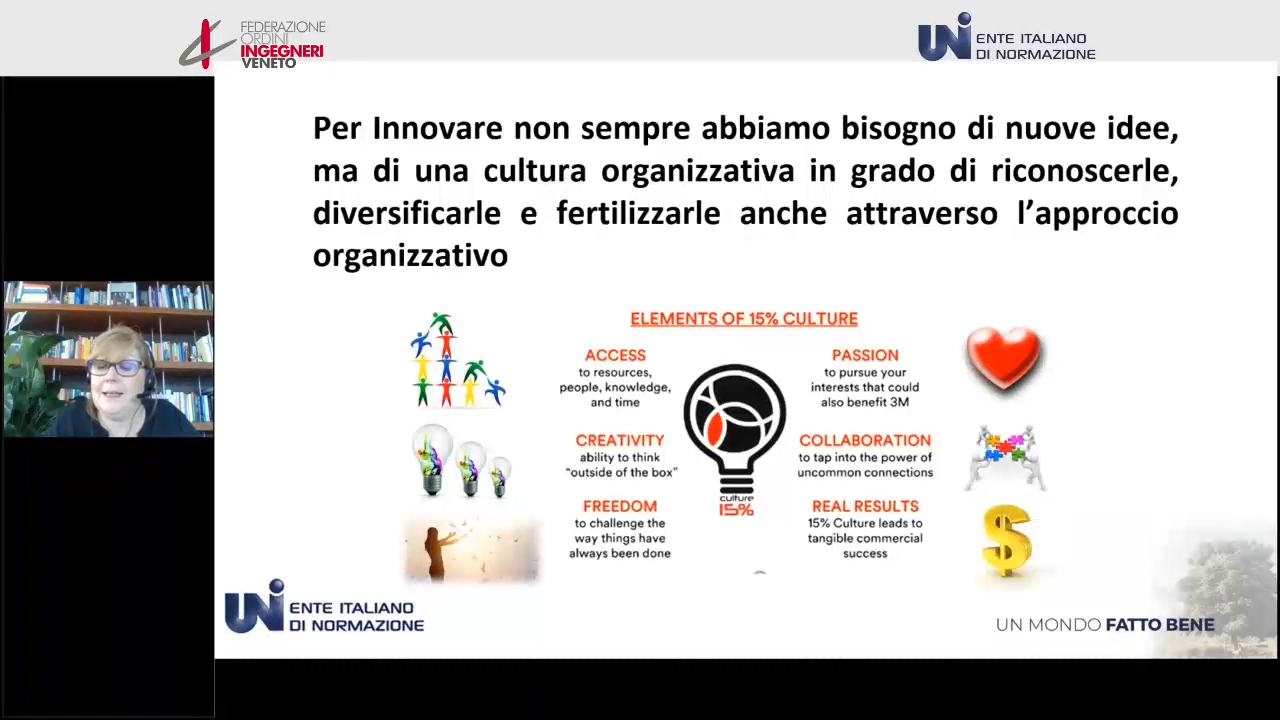 FEDERAZIONE
ORDINI
INGEGNERI
VENETO
UNI ENTE ITALIANO
DI NORMAZIONE
Per Innovare non sempre abbiamo bisogno di nuove idee,
ma di una cultura organizzativa in grado di riconoscerle,
diversificarle e fertilizzarle anche attraverso l’approccio
organizzativo
ELEMENTS OF 15% CULTURE
ACCESS
to resources,
people, knowledge,
and time
CREATIVITY
ability to think
“outside of the box”
FREEDOM
to challenge the
way things have
always been done
culture
15%
PASSION
to pursue your
interests that could
also benefit 3M
COLLABORATION
to tap into the power of
uncommon connections
REAL RESULTS
15% Culture leads to
tangible commercial
success
$
UNI ENTE ITALIANO
DI NORMAZIONE
UN MONDO FATTO BENE